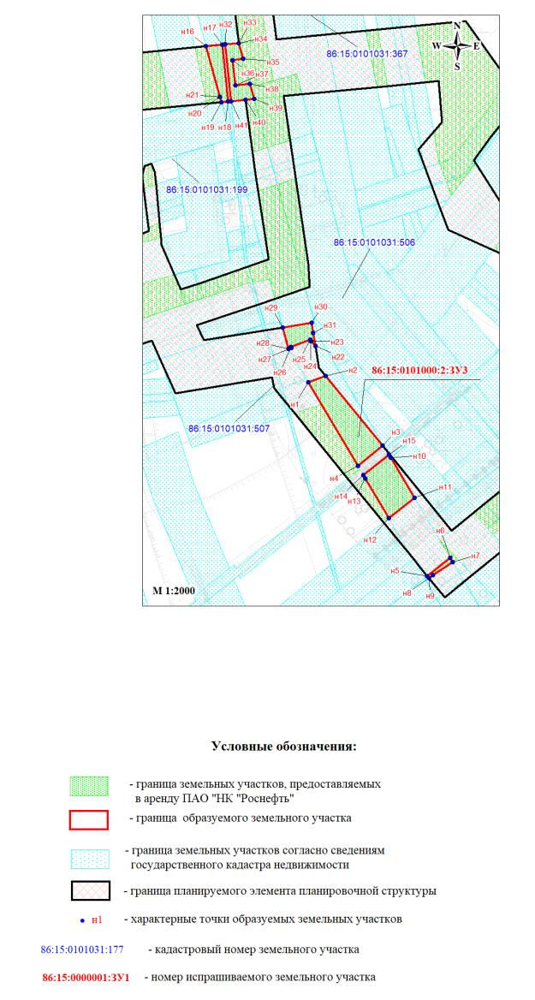 н17 н32 н33
н16
н34
N
W E
S
86:15:0101031:367
н35
н36 н37
н38
н21
н20
н19 н18 н41 н40 н39
86:15:0101031:199
86:15:0101031:506
н29
н30
н31
н28
н23
н27
н25
н22
н26
н24
н2
86:15:0101000:2:ЗУ3
н1
86:15:0101031:507
н3
н15
н10
н4
н14
н13
н11
н12
н6
н7
н5
н8
н9
М 1:2000
Условные обозначения:
- граница земельных участков, предоставляемых
в аренду ПАО "НК "Роснефть"
- граница образуемого земельного участка
- граница земельных участков согласно сведениям
государственного кадастра недвижимости
- граница планируемого элемента планировочной структуры
н1 - характерные точки образуемых земельных участков
86:15:0101031:177 - кадастровый номер земельного участка
86:15:0000001:ЗУ1 - номер испрашиваемого земельного участка